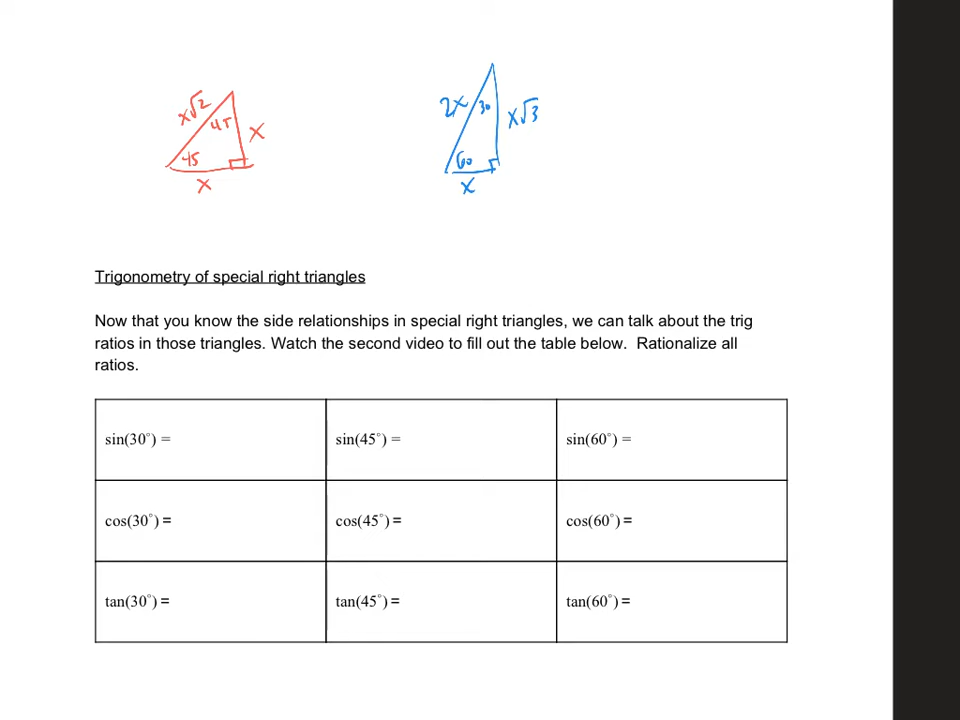 x√2
45
x
45
x
2x
30
x√3
60
x
Trigonometry of special right triangles
Now that you know the side relationships in special right triangles, we can talk about the trig
ratios in those triangles. Watch the second video to fill out the table below. Rationalize all
ratios.
sin(30°) =
sin(45°) =
sin(60°) =
cos(30°) =
cos(45°) =
cos(60°) =
tan(30°) =
tan(45°) =
tan(60°) =